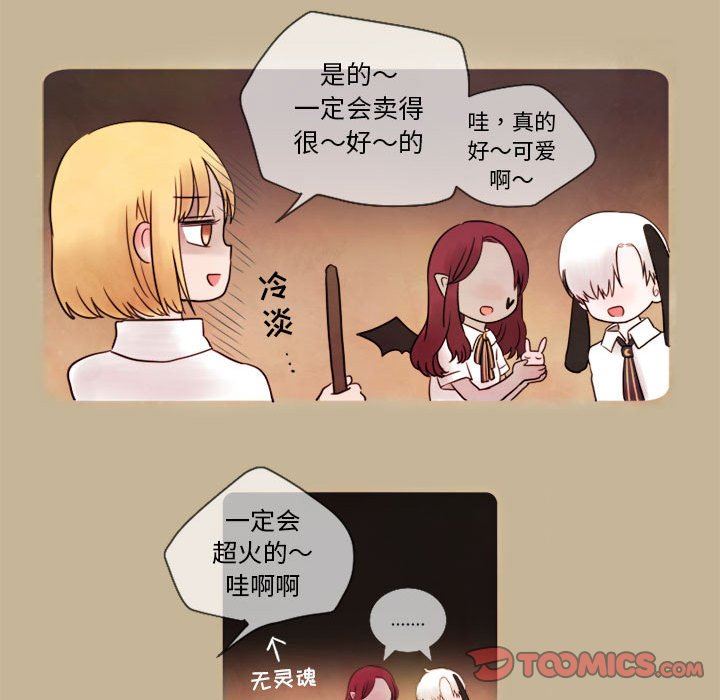 是的～
一定会卖得
很～好～的
哇，真的
好～可爱
啊～
冷
淡
...
一定会
超火的～
哇啊啊
.......
无灵魂
TOOMICS.COM